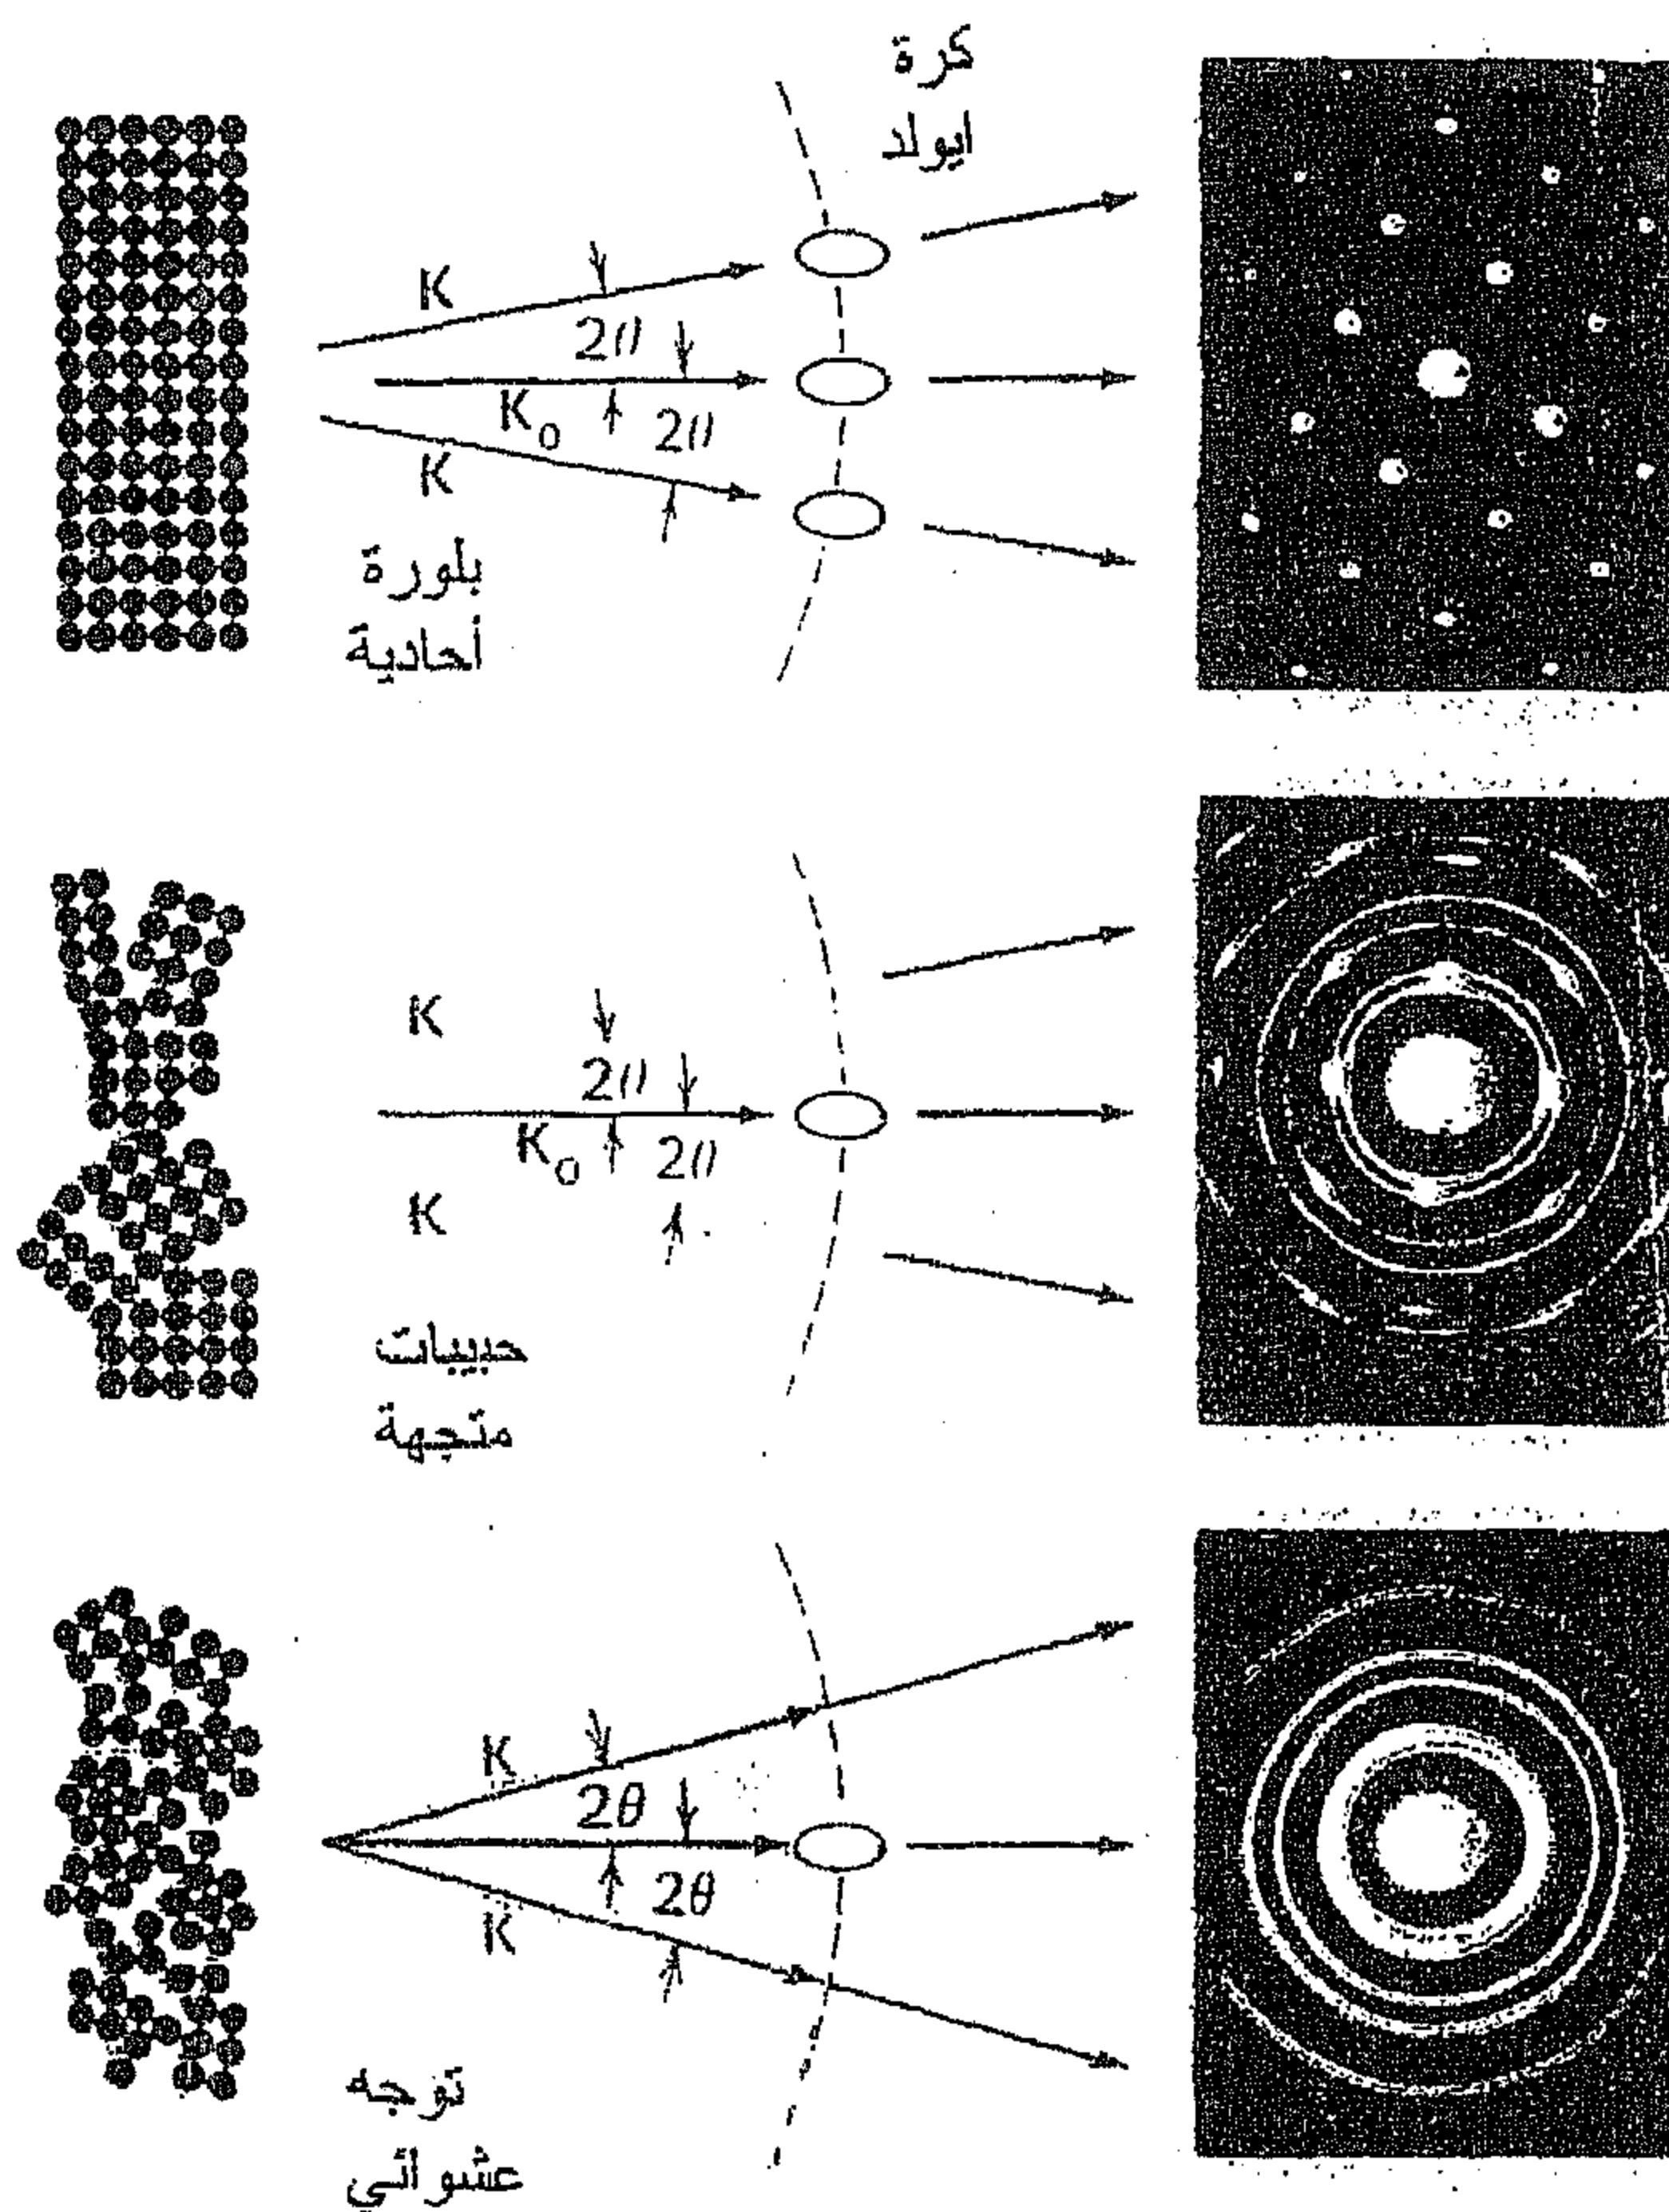 كرة
ايولد
K
2θ
K₀
2θ
K
بلورة
أحادية
K
2θ
K₀
2θ
K
حبيبات
متجهة
K
2θ
2θ
K
توجه
عشوائي